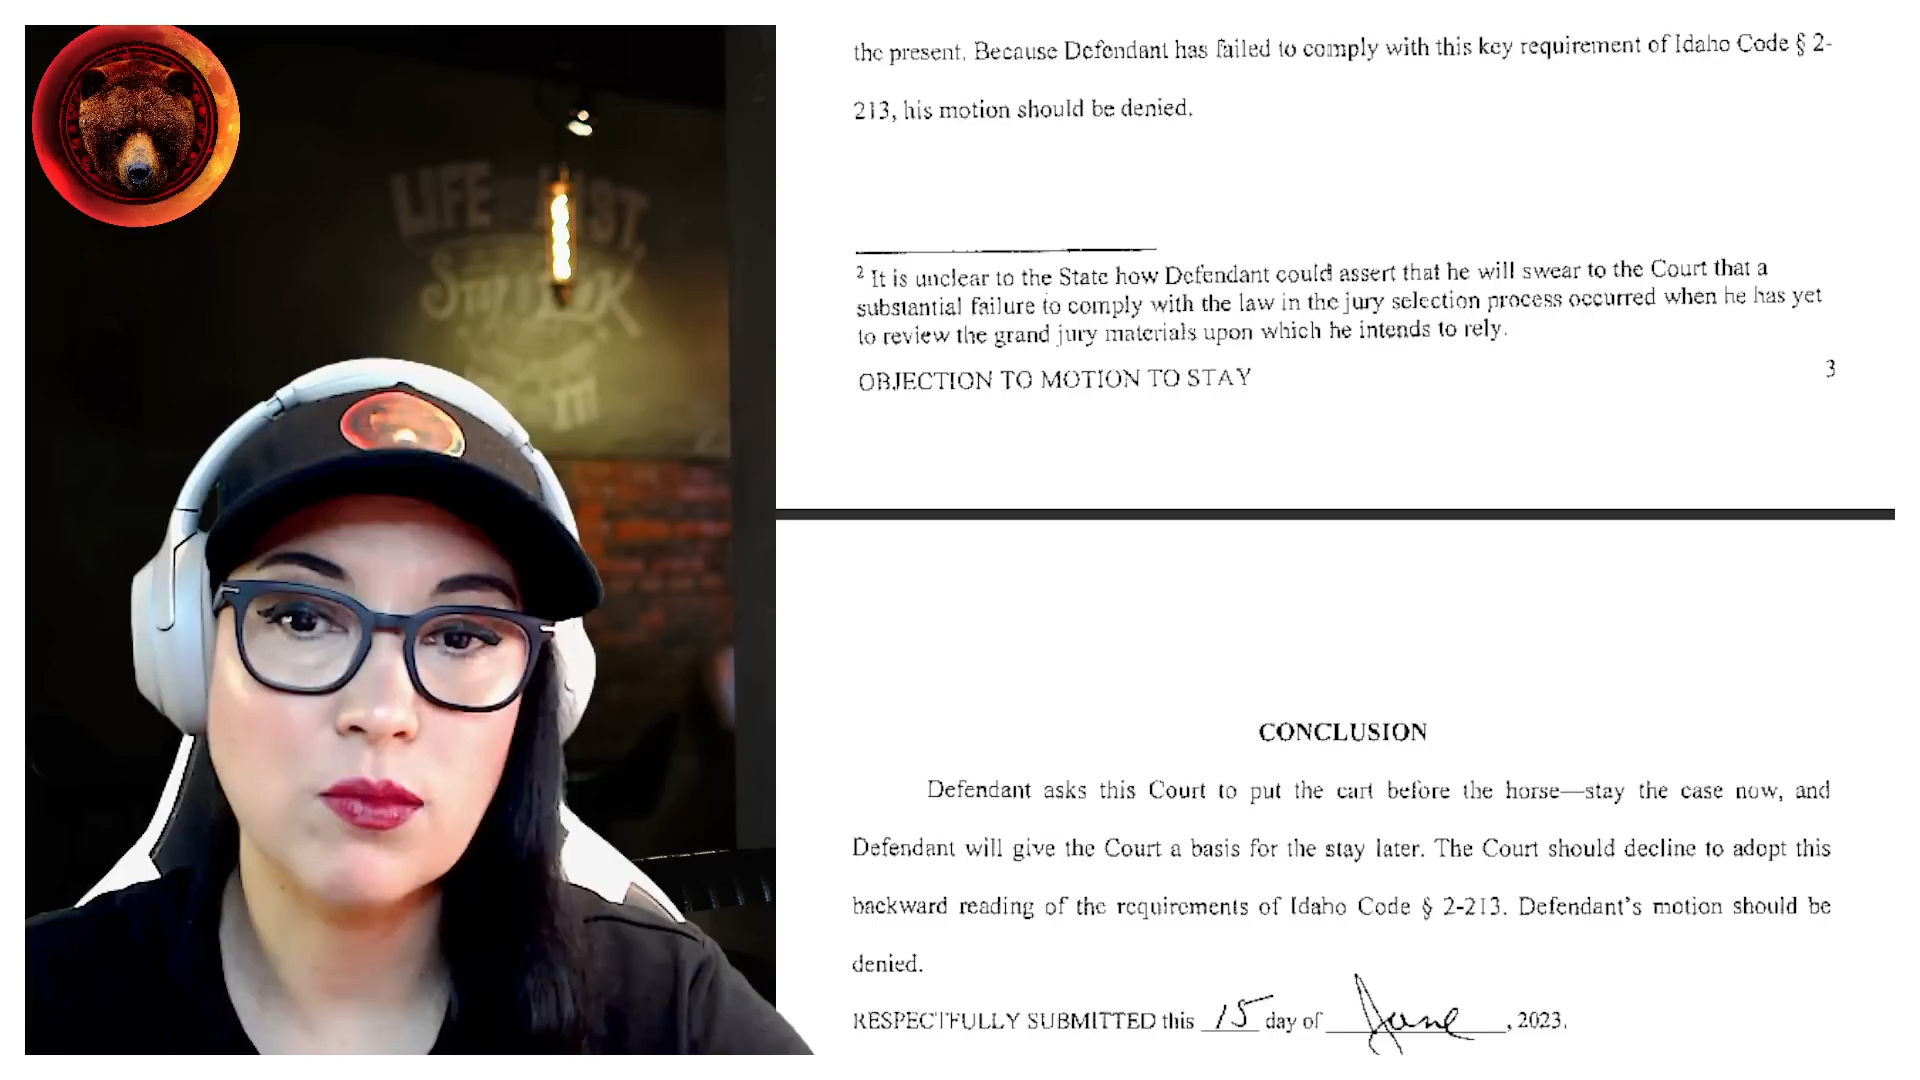 LIFE
the present. Because Defendant has failed to comply with this key requirement of Idaho Code § 2-
213, his motion should be denied.
2 It is unclear to the State how Defendant could assert that he will swear to the Court that a
substantial failure to comply with the law in the jury selection process occurred when he has yet
to review the grand jury materials upon which he intends to rely.
OBJECTION TO MOTION TO STAY 3
CONCLUSION
Defendant asks this Court to put the cart before the horse—stay the case now, and
Defendant will give the Court a basis for the stay later. The Court should decline to adopt this
backward reading of the requirements of Idaho Code § 2-213. Defendant's motion should be
denied.
RESPECTFULLY SUBMITTED this 15 day of June, 2023.